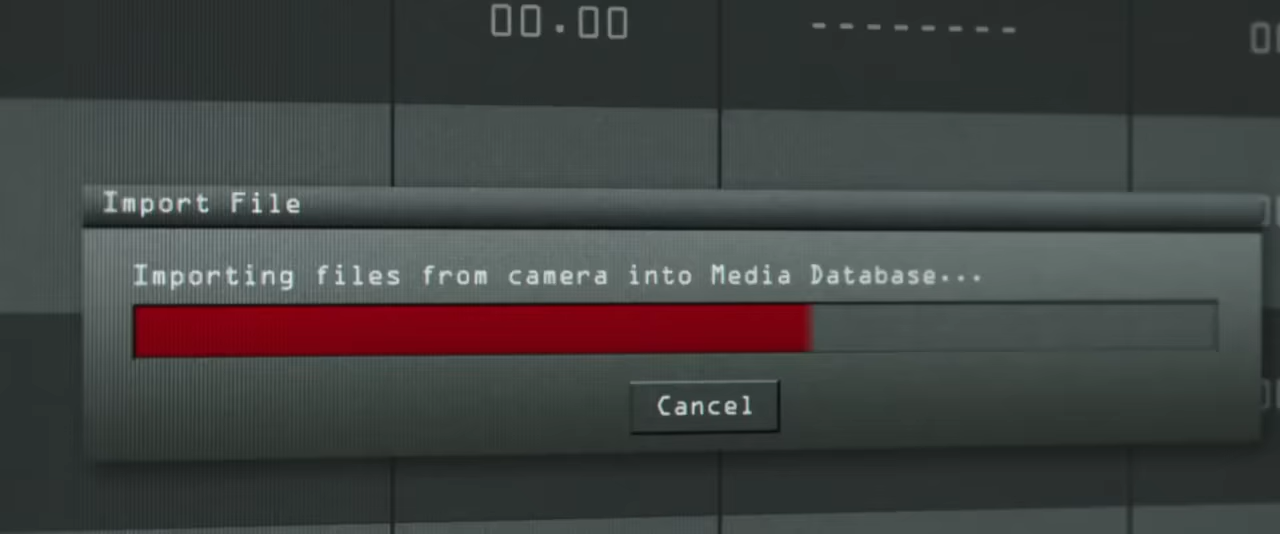 00.00 --------
Import File
Importing files from camera into Media Database...
Cancel